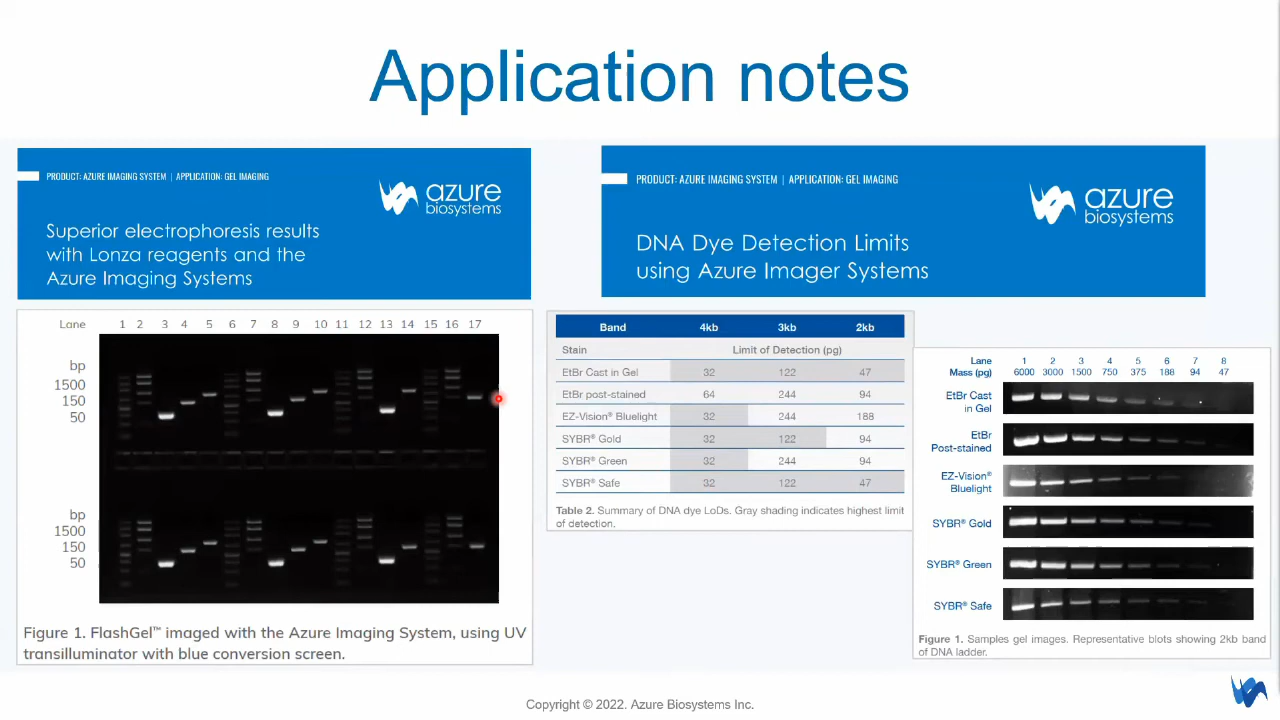 Application notes
PRODUCT: AZURE IMAGING SYSTEM | APPLICATION: GEL IMAGING
azure
biosystems
Superior electrophoresis results
with Lonza reagents and the
Azure Imaging Systems
Lane 1 2 3 4 5 6 7 8 9 10 11 12 13 14 15 16 17
bp
1500
150
50
bp
1500
150
50
Figure 1. FlashGel™ imaged with the Azure Imaging System, using UV
transilluminator with blue conversion screen.
PRODUCT: AZURE IMAGING SYSTEM | APPLICATION: GEL IMAGING
azure
biosystems
DNA Dye Detection Limits
using Azure Imager Systems
Band 4kb 3kb 2kb
Stain Limit of Detection (pg)
EtBr Cast in Gel 32 122 47
EtBr post-stained 64 244 94
EZ-Vision® Bluelight 32 244 188
SYBR® Gold 32 122 94
SYBR® Green 32 244 94
SYBR® Safe 32 122 47
Table 2. Summary of DNA dye LoDs. Gray shading indicates highest limit
of detection.
Lane 1 2 3 4 5 6 7 8
Mass (pg) 6000 3000 1500 750 375 188 94 47
EtBr Cast
in Gel
EtBr
Post-stained
EZ-Vision®
Bluelight
SYBR® Gold
SYBR® Green
SYBR® Safe
Figure 1. Samples gel images. Representative blots showing 2kb band
of DNA ladder.
Copyright © 2022. Azure Biosystems Inc.